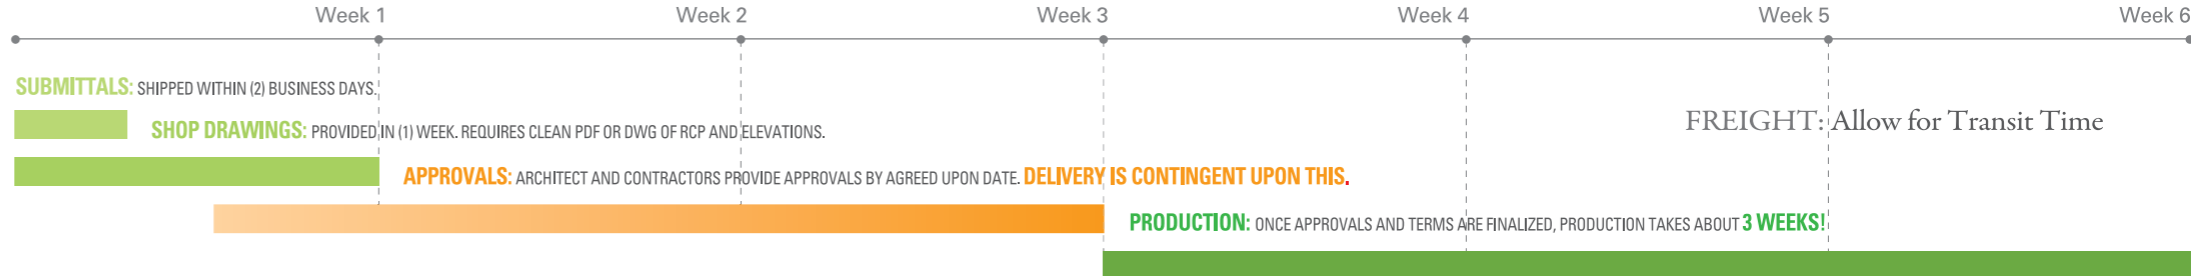 Week 1 Week 2 Week 3 Week 4 Week 5 Week 6
SUBMITTALS: SHIPPED WITHIN (2) BUSINESS DAYS.
FREIGHT: Allow for Transit Time
SHOP DRAWINGS: PROVIDED IN (1) WEEK. REQUIRES CLEAN PDF OR DWG OF RCP AND ELEVATIONS.
APPROVALS: ARCHITECT AND CONTRACTORS PROVIDE APPROVALS BY AGREED UPON DATE. DELIVERY IS CONTINGENT UPON THIS.
PRODUCTION: ONCE APPROVALS AND TERMS ARE FINALIZED, PRODUCTION TAKES ABOUT 3 WEEKS!